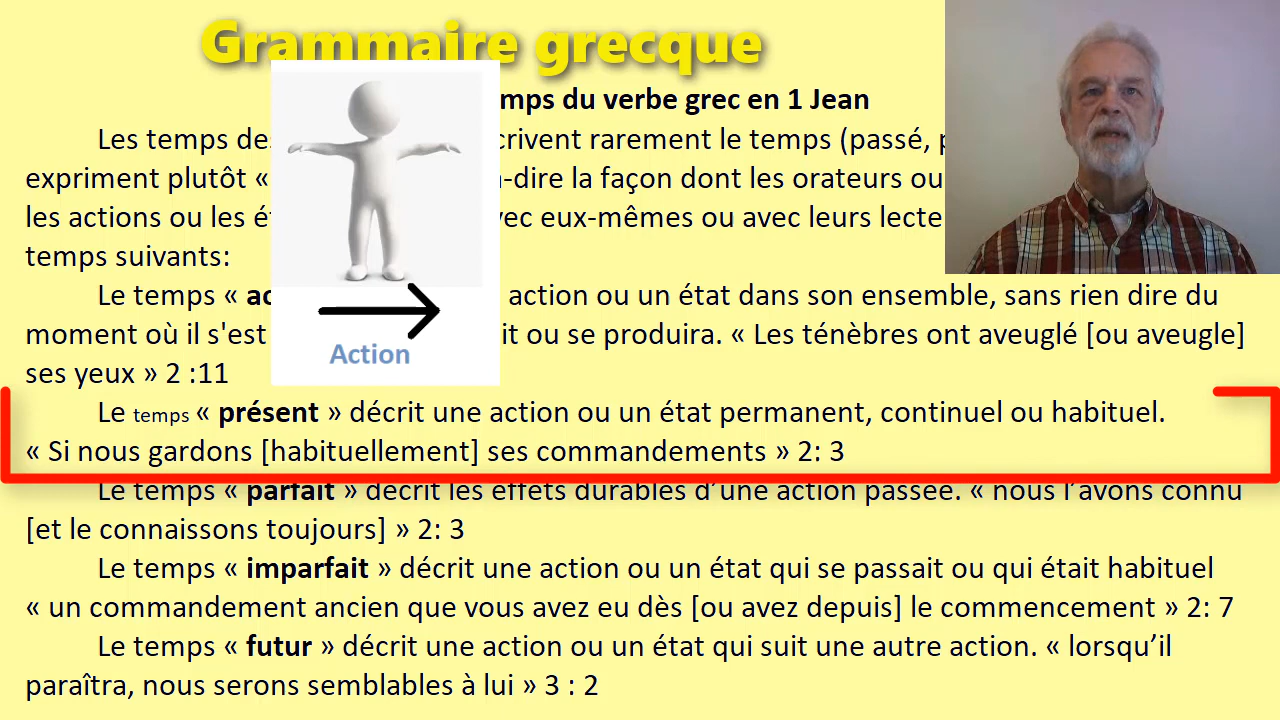 Grammaire grecque
du verbe grec en 1 Jean
Les temps rarement le temps (passé,
expriment plutôt « la façon dont les orateurs ou
les actions ou les eux-mêmes ou avec leurs
temps suivants:
Le temps « action ou un état dans son ensemble, sans rien dire du
moment où il s'est ou se produira. « Les ténèbres ont aveuglé [ou aveugle]
ses yeux » 2 :11
Action
Le temps « présent » décrit une action ou un état permanent, continuel ou habituel.
« Si nous gardons [habituellement] ses commandements » 2: 3
Le temps « parfait » décrit les effets durables d’une action passée. « nous l’avons connu
[et le connaissons toujours] » 2: 3
Le temps « imparfait » décrit une action ou un état qui se passait ou qui était habituel
« un commandement ancien que vous avez eu dès [ou avez depuis] le commencement » 2: 7
Le temps « futur » décrit une action ou un état qui suit une autre action. « lorsqu’il
paraîtra, nous serons semblables à lui » 3 : 2